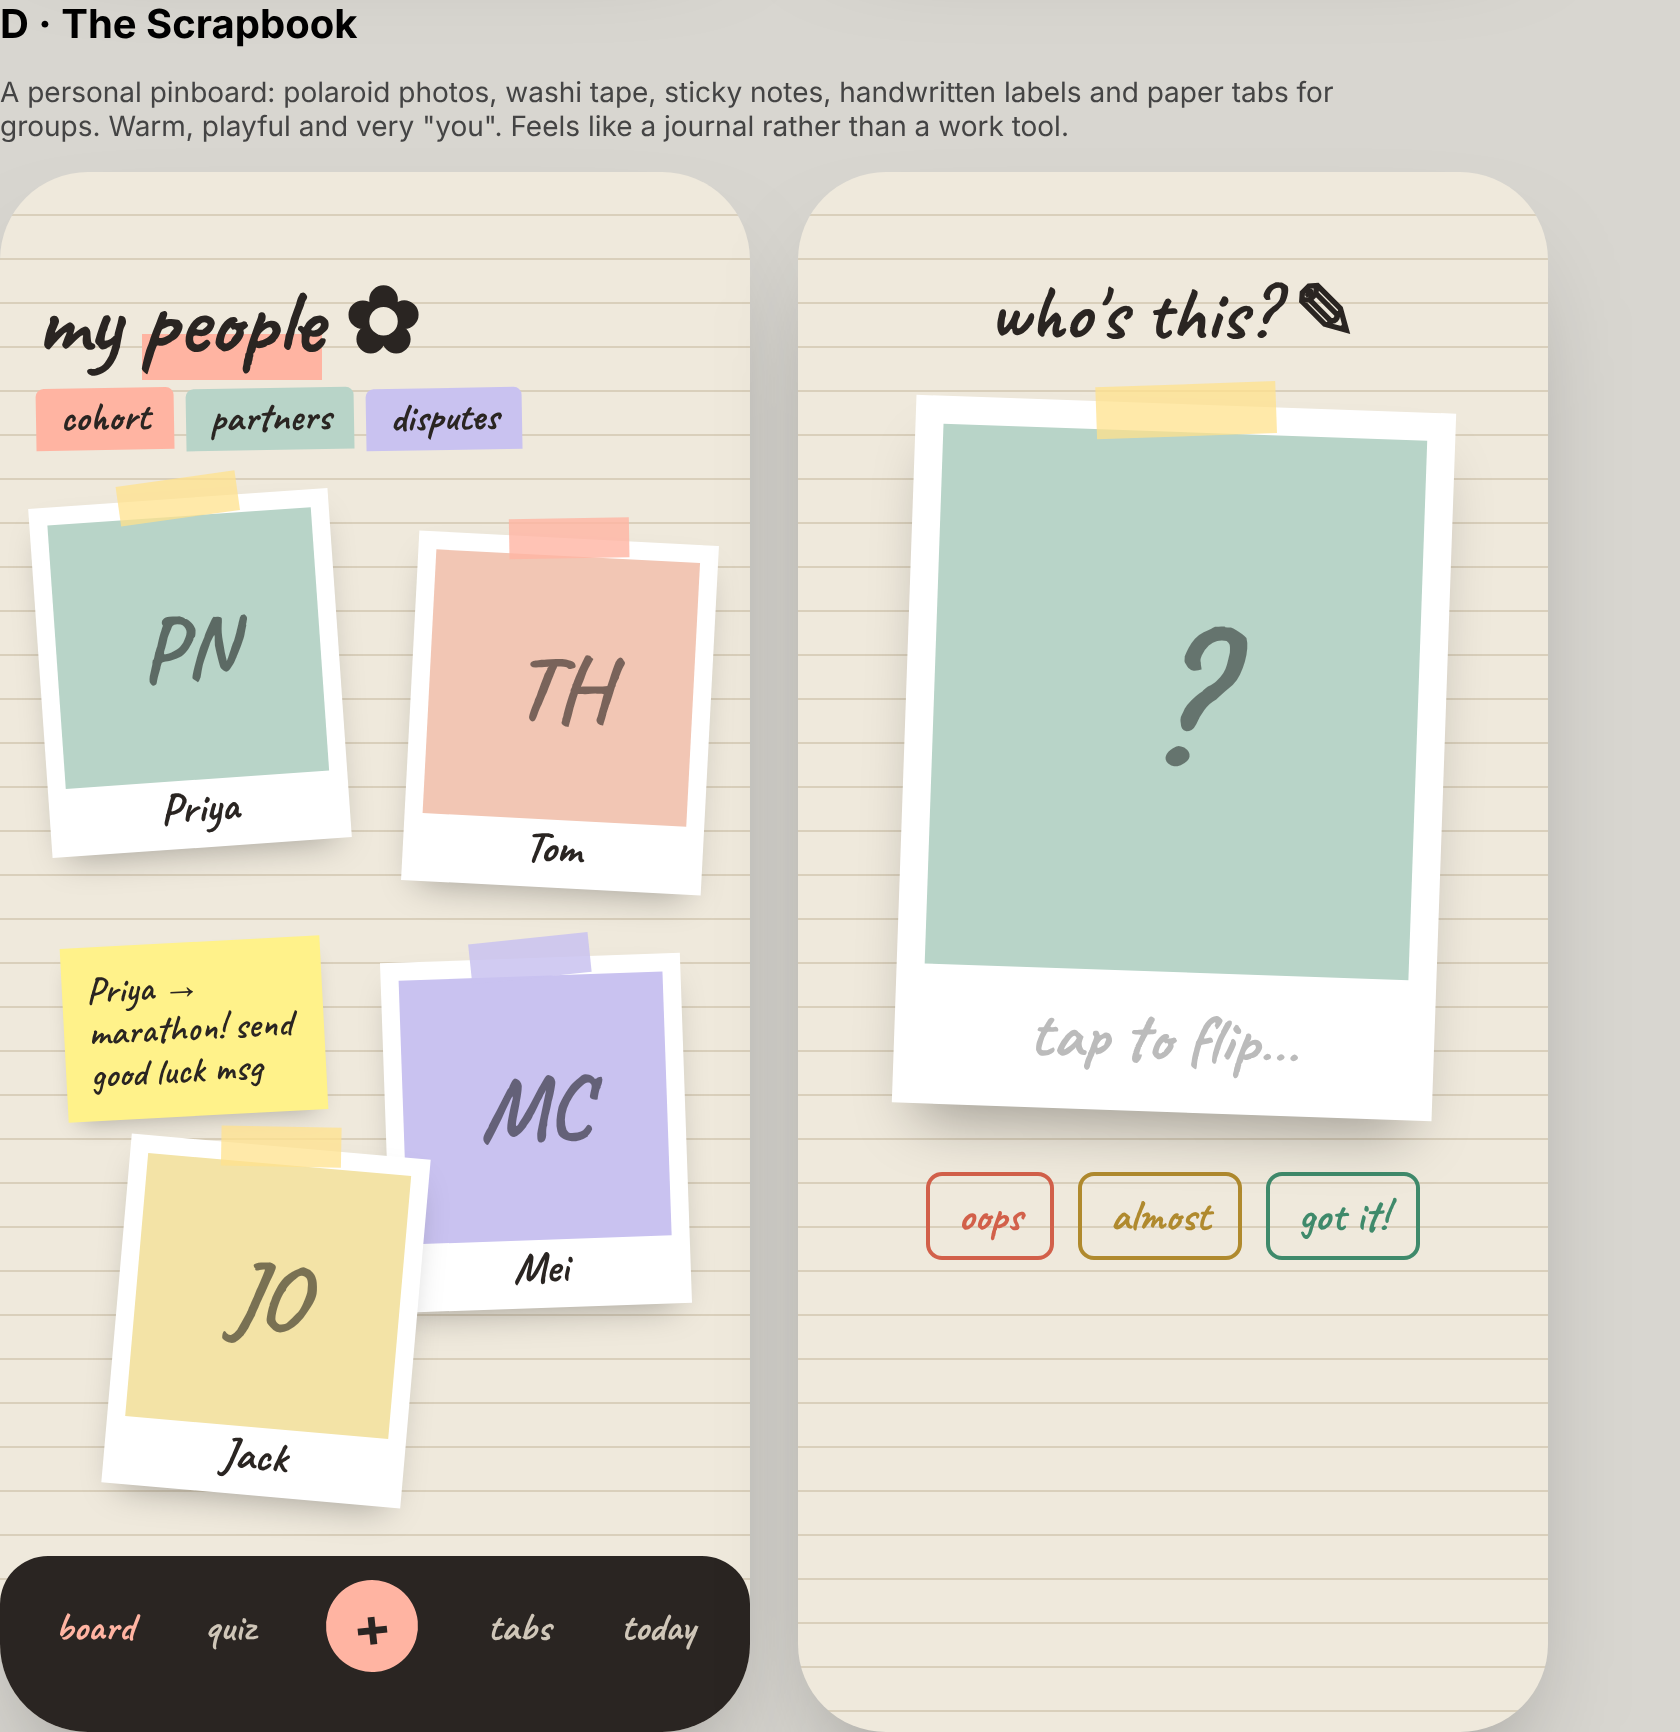 D · The Scrapbook
A personal pinboard: polaroid photos, washi tape, sticky notes, handwritten labels and paper tabs for
groups. Warm, playful and very "you". Feels like a journal rather than a work tool.
my people ✿
cohort
partners
disputes
PN
Priya
TH
Tom
Priya →
marathon! send
good luck msg
MC
Mei
JO
Jack
board
quiz
+
tabs
today
who's this? ✎
?
tap to flip...
oops
almost
got it!